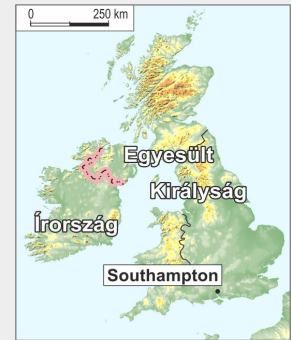 0 250 km
Egyesült
Királyság
Írország
Southampton